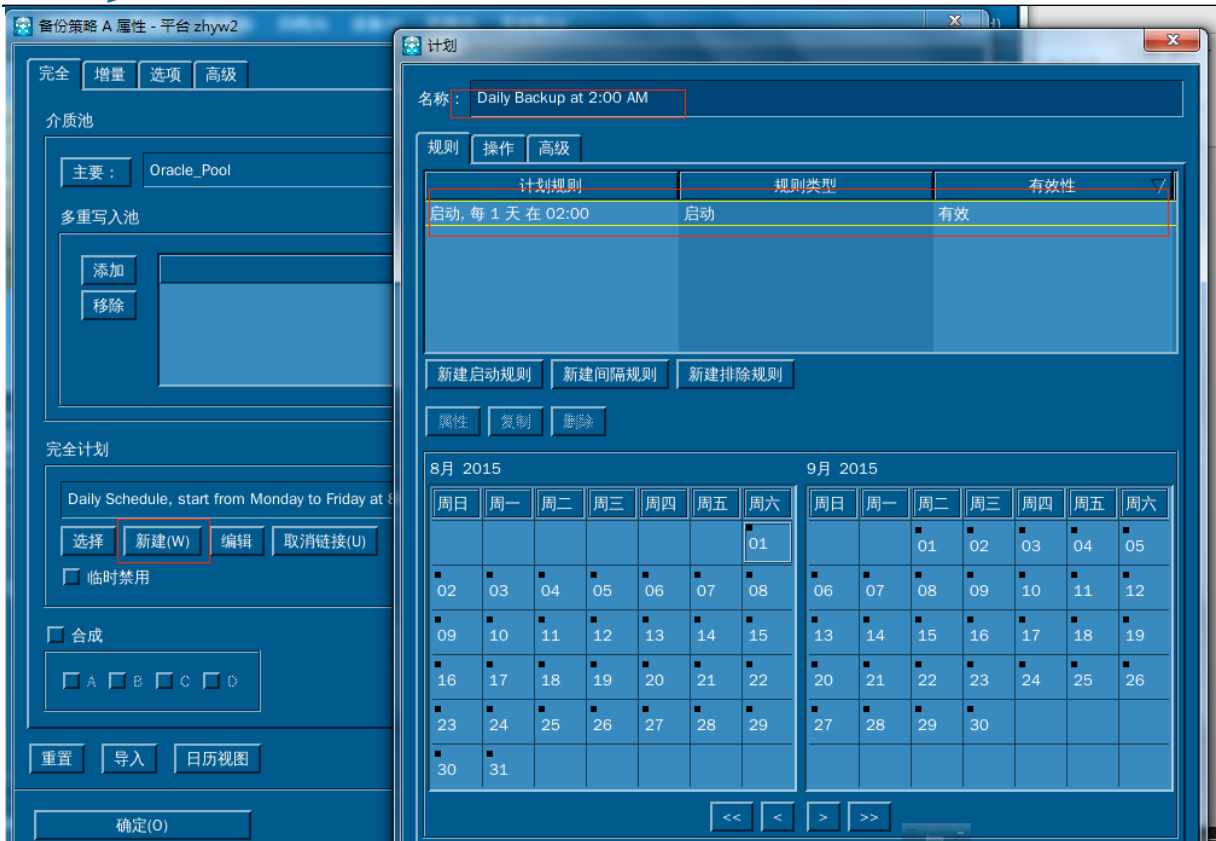 备份策略 A 属性 - 平台 zhyw2
完全 增量 选项 高级
介质池
主要： Oracle_Pool
多重写入池
添加
移除
完全计划
Daily Schedule, start from Monday to Friday at
选择 新建(W) 编辑 取消链接(U)
临时禁用
合成
A B C D
重置 导入 日历视图
确定(O)
计划
名称： Daily Backup at 2:00 AM
规则 操作 高级
计划规则 规则类型 有效性
启动, 每 1 天 在 02:00 启动 有效
新建启动规则 新建间隔规则 新建排除规则
属性 复制 删除
8月 2015
周日 周一 周二 周三 周四 周五 周六
01
02 03 04 05 06 07 08
09 10 11 12 13 14 15
16 17 18 19 20 21 22
23 24 25 26 27 28 29
30 31
9月 2015
周日 周一 周二 周三 周四 周五 周六
01 02 03 04 05
06 07 08 09 10 11 12
13 14 15 16 17 18 19
20 21 22 23 24 25 26
27 28 29 30
<< < > >>